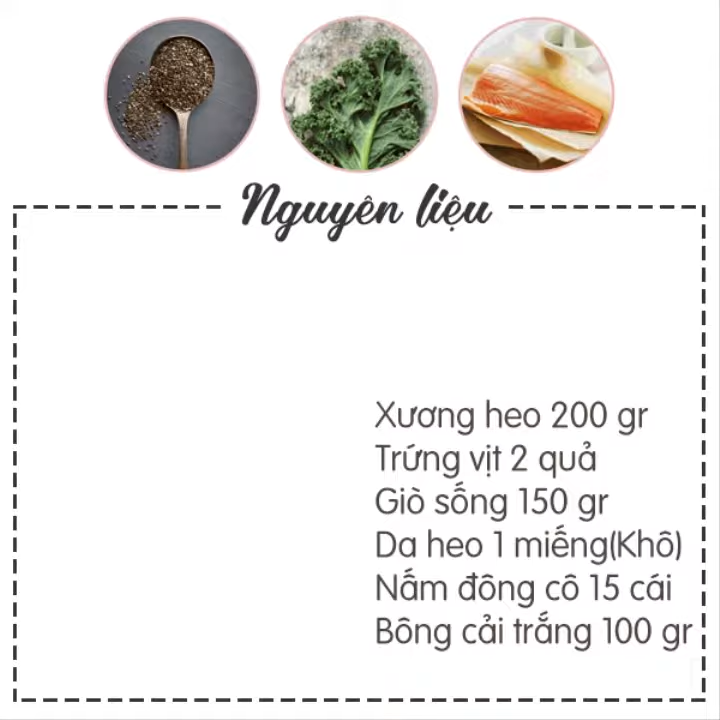 Nguyên liệu
Xương heo 200 gr
Trứng vịt 2 quả
Giò sống 150 gr
Da heo 1 miếng(Khô)
Nấm đông cô 15 cái
Bông cải trắng 100 gr